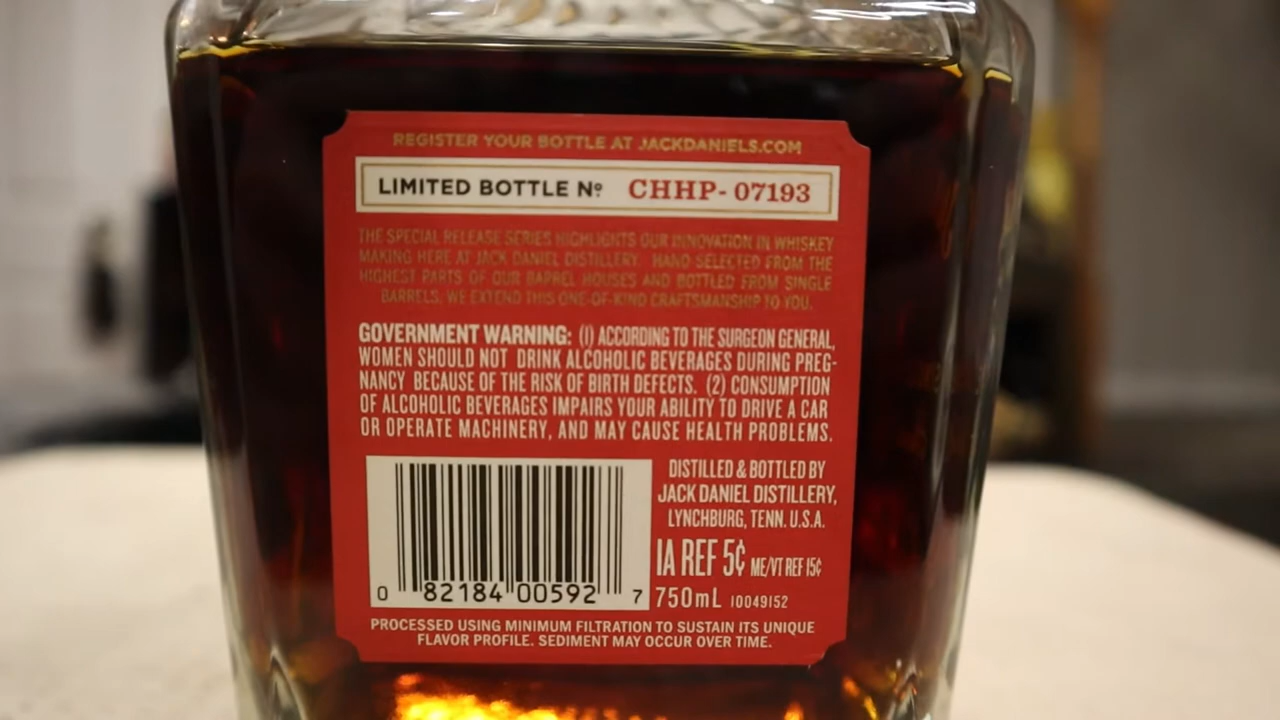 REGISTER YOUR BOTTLE AT JACKDANIELS.COM
LIMITED BOTTLE Nº CHHP-07193
THE SPECIAL RELEASE SERIES HIGHLIGHTS OUR INNOVATION IN WHISKEY
MAKING HERE AT JACK DANIEL DISTILLERY. HAND SELECTED FROM THE
HIGHEST PARTS OF OUR BARREL HOUSES AND BOTTLED FROM SINGLE
BARRELS, WE EXTEND THIS ONE-OF-KIND CRAFTSMANSHIP TO YOU.
GOVERNMENT WARNING: (1) ACCORDING TO THE SURGEON GENERAL,
WOMEN SHOULD NOT DRINK ALCOHOLIC BEVERAGES DURING PREG-
NANCY BECAUSE OF THE RISK OF BIRTH DEFECTS. (2) CONSUMPTION
OF ALCOHOLIC BEVERAGES IMPAIRS YOUR ABILITY TO DRIVE A CAR
OR OPERATE MACHINERY, AND MAY CAUSE HEALTH PROBLEMS.
DISTILLED & BOTTLED BY
JACK DANIEL DISTILLERY,
LYNCHBURG, TENN. U.S.A.
IA REF 5¢ ME/VT REF 15¢
0 82184 00592 7
750mL 10049152
PROCESSED USING MINIMUM FILTRATION TO SUSTAIN ITS UNIQUE
FLAVOR PROFILE. SEDIMENT MAY OCCUR OVER TIME.